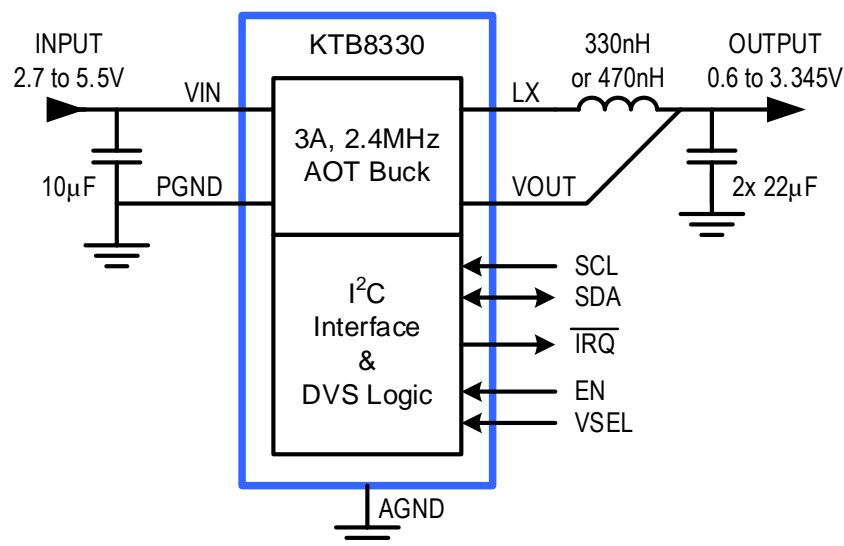 INPUT
2.7 to 5.5V
KTB8330
330nH
or 470nH
OUTPUT
0.6 to 3.345V
VIN
LX
3A, 2.4MHz
AOT Buck
10μF
PGND
VOUT
2x 22μF
I²C
Interface
&
DVS Logic
SCL
SDA
IRQ
EN
VSEL
AGND